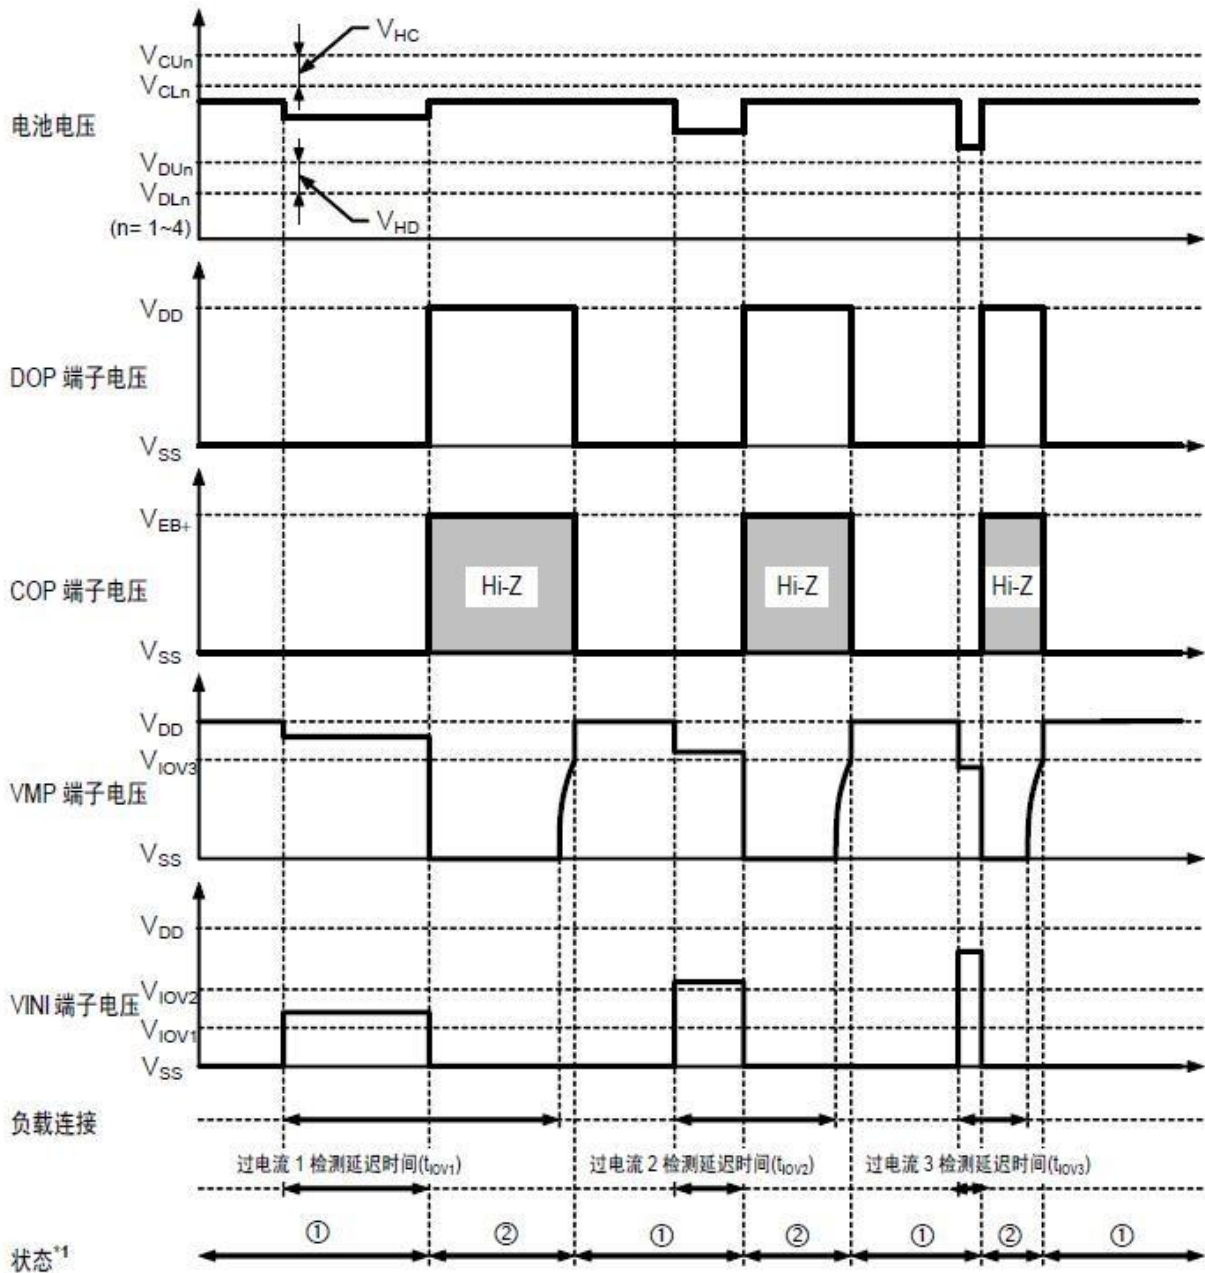 V_HC
V_CUn
V_CLn
电池电压
V_DUn
V_DLn
(n= 1~4)
V_HD
V_DD
DOP 端子电压
V_SS
V_EB+
COP 端子电压
Hi-Z
Hi-Z
Hi-Z
V_SS
V_DD
V_IOV3
VMP 端子电压
V_SS
V_DD
V_IOV2
VINI 端子电压
V_IOV1
V_SS
负载连接
过电流 1 检测延迟时间(t_IOV1) 过电流 2 检测延迟时间(t_IOV2) 过电流 3 检测延迟时间(t_IOV3)
① ② ① ② ① ② ①
状态*1